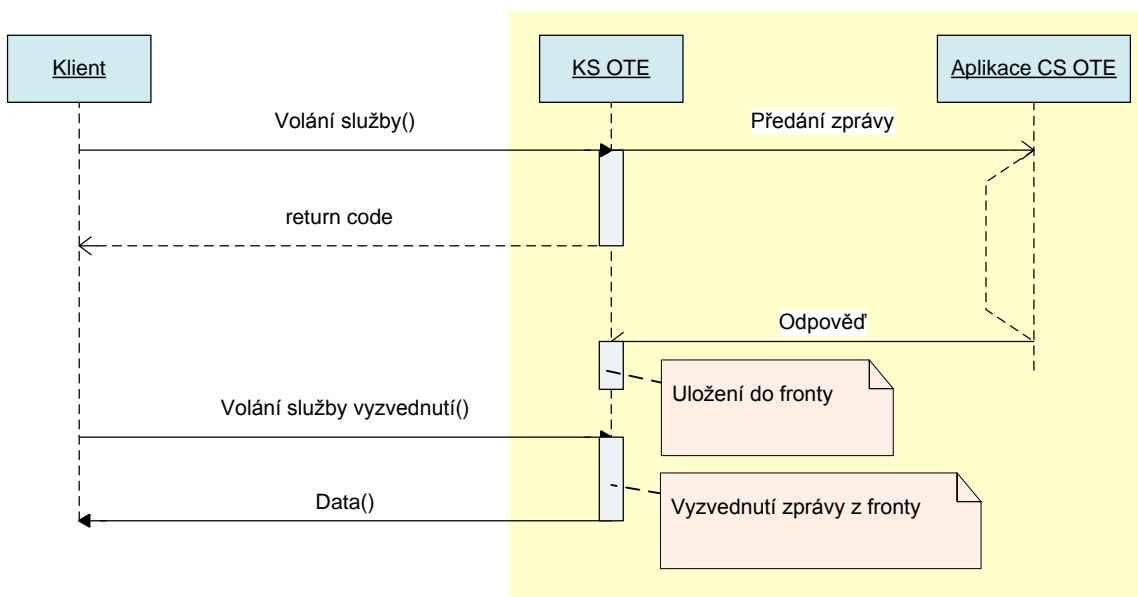 Klient
KS OTE
Aplikace CS OTE
Volání služby()
Předání zprávy
return code
Odpověď
Uložení do fronty
Volání služby vyzvednutí()
Data()
Vyzvednutí zprávy z fronty